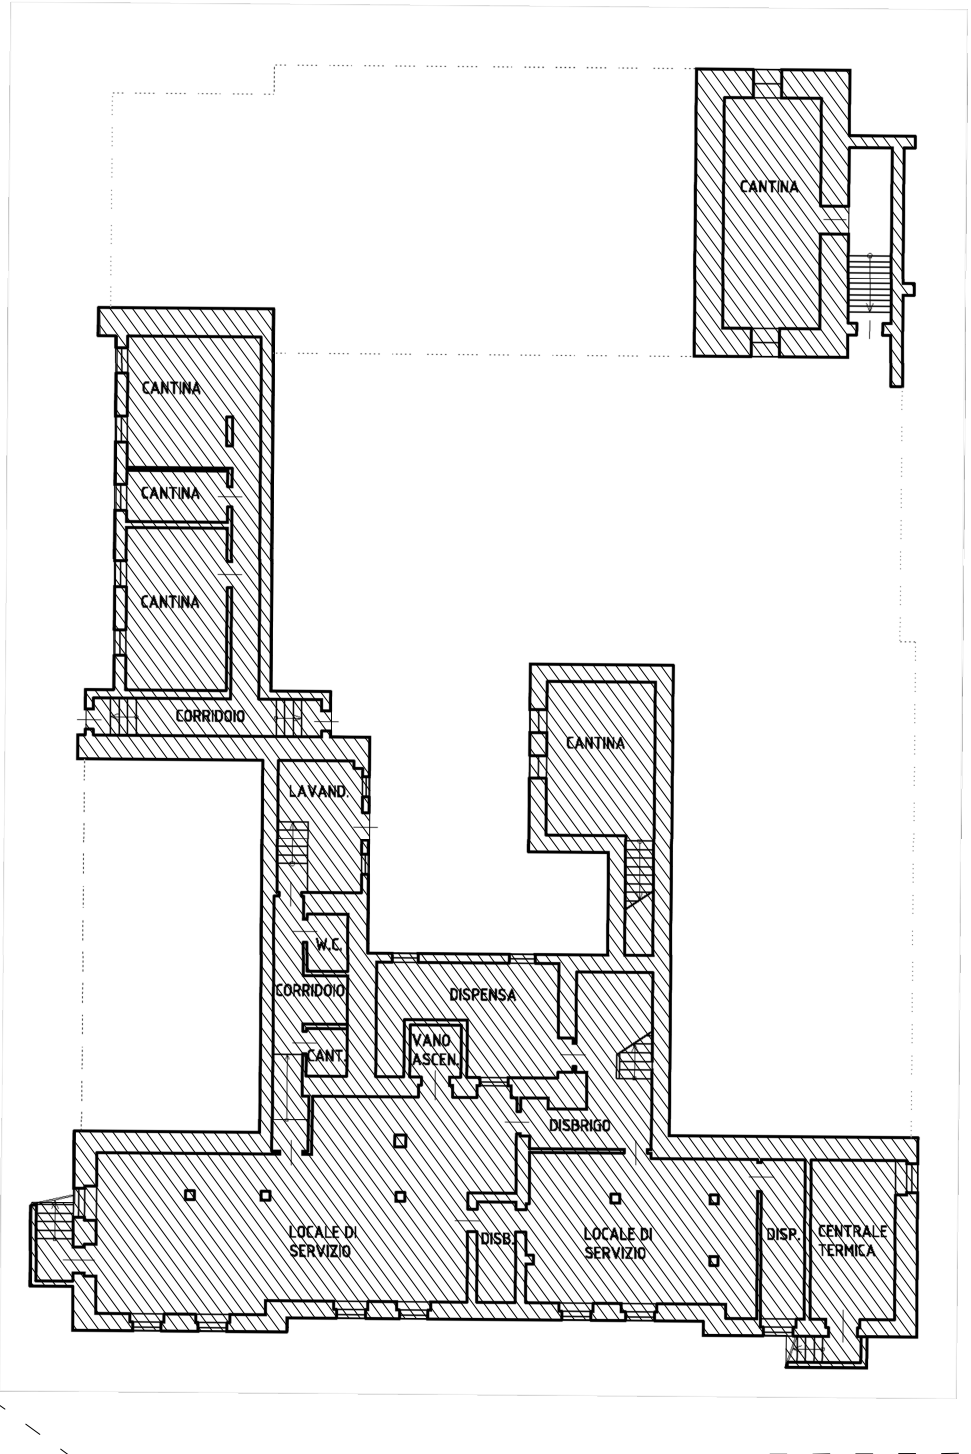 CANTINA
CANTINA
CANTINA
CANTINA
CORRIDOIO
CANTINA
LAVAND.
W.C.
CORRIDOIO
DISPENSA
VANO
ASCEN.
CANT.
DISBRIGO
LOCALE DI
SERVIZIO
DISB.
LOCALE DI
SERVIZIO
DISP.
CENTRALE
TERMICA